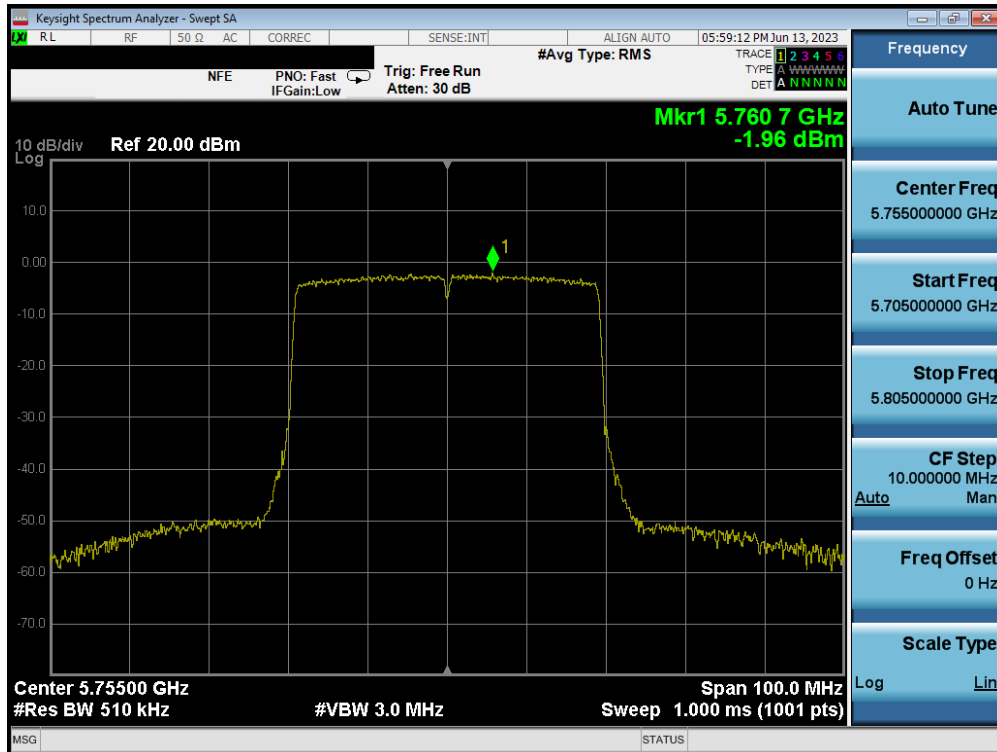 Keysight Spectrum Analyzer - Swept SA
LXI RL RF 50 Ω AC CORREC SENSE:INT ALIGN AUTO 05:59:12 PM Jun 13, 2023
NFE PNO: Fast Trig: Free Run #Avg Type: RMS TRACE 1 2 3 4 5 6
IFGain:Low Atten: 30 dB TYPE A WWWWW
DET A N N N N N
Mkr1 5.760 7 GHz
-1.96 dBm
10 dB/div Ref 20.00 dBm
Log
10.0
0.00
-10.0
-20.0
-30.0
-40.0
-50.0
-60.0
-70.0
1
Center 5.75500 GHz Span 100.0 MHz
#Res BW 510 kHz #VBW 3.0 MHz Sweep 1.000 ms (1001 pts)
MSG STATUS
Frequency
Auto Tune
Center Freq
5.755000000 GHz
Start Freq
5.705000000 GHz
Stop Freq
5.805000000 GHz
CF Step
10.000000 MHz
Auto Man
Freq Offset
0 Hz
Scale Type
Log Lin